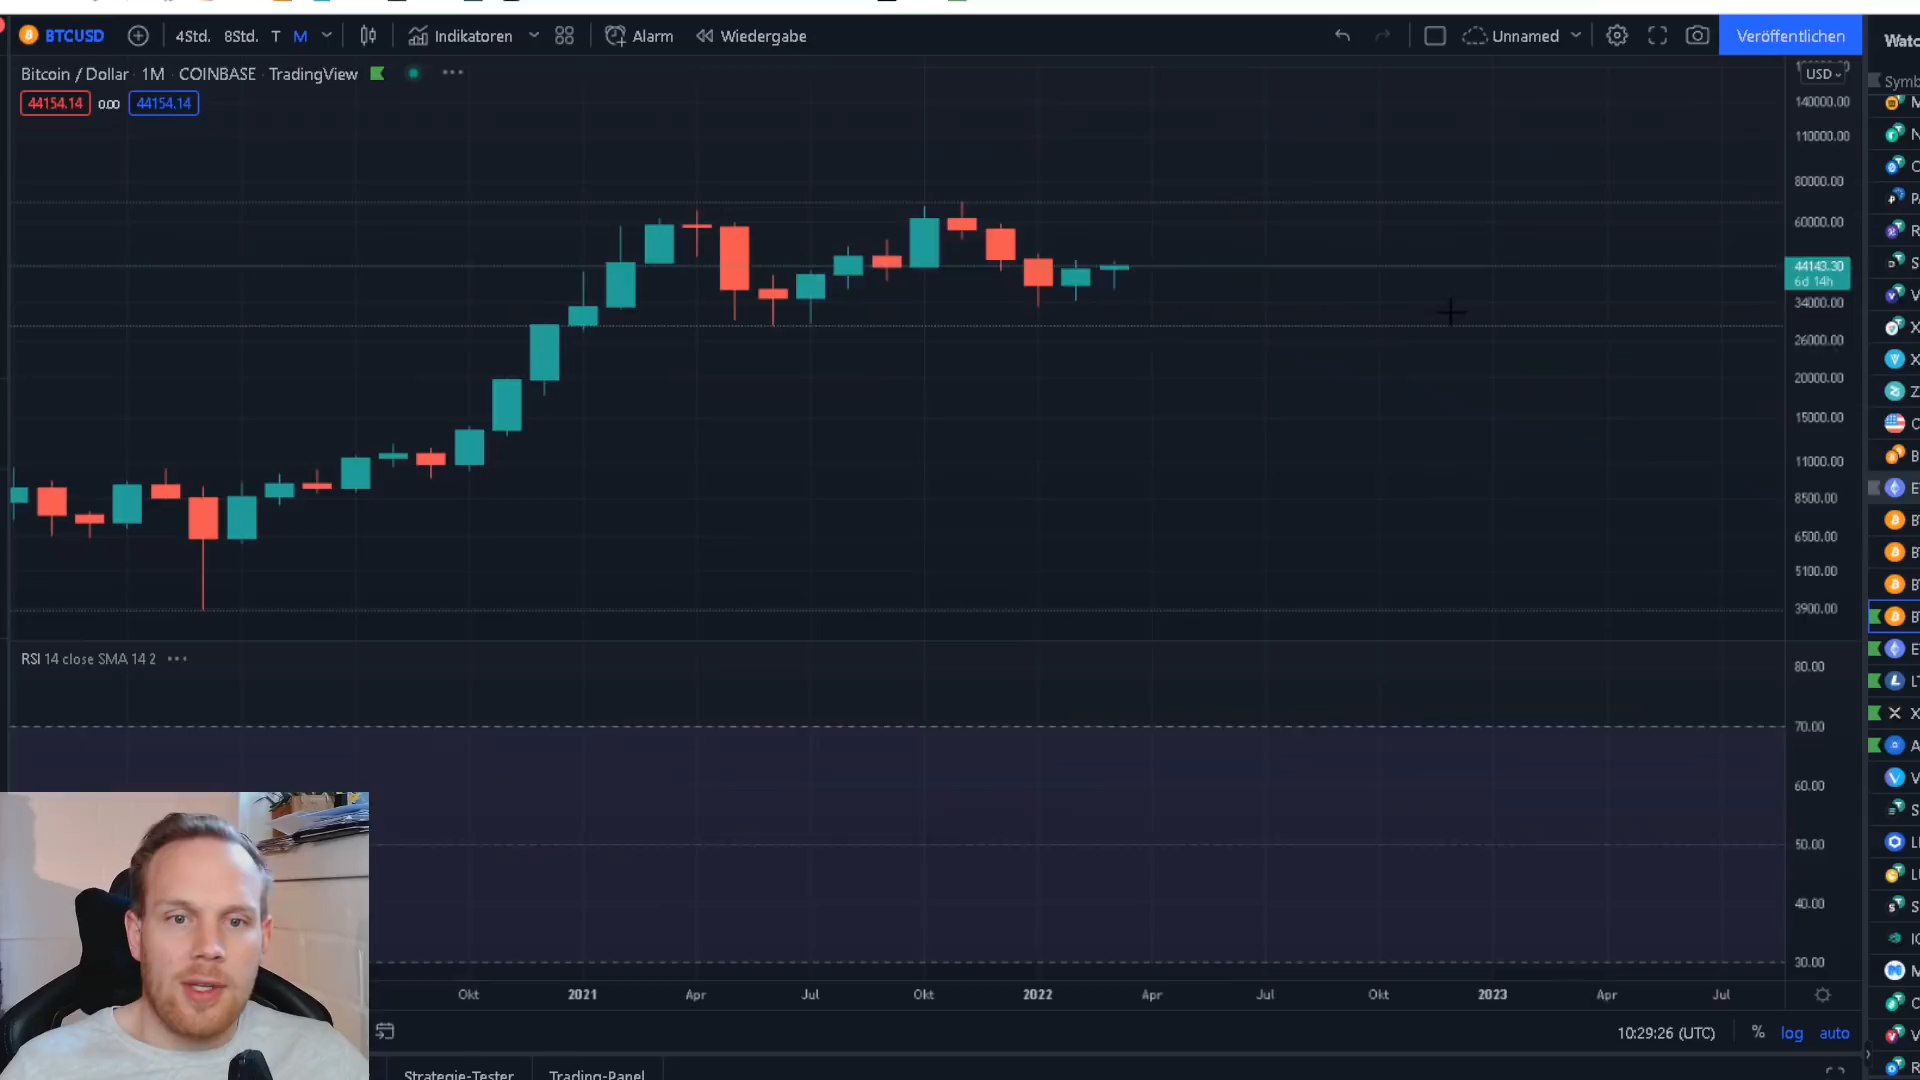 BTCUSD 4Std. 8Std. T M Indikatoren Alarm Wiedergabe Unnamed Veröffentlichen
Bitcoin / Dollar · 1M · COINBASE · TradingView
44154.14 0.00 44154.14
USD
140000.00
110000.00
80000.00
60000.00
44143.30
6d 14h
34000.00
26000.00
20000.00
15000.00
11000.00
8500.00
6500.00
5100.00
3900.00
RSI 14 close SMA 14 2
80.00
70.00
60.00
50.00
40.00
30.00
Okt 2021 Apr Jul Okt 2022 Apr Jul Okt 2023 Apr Jul
10:29:26 (UTC) % log auto
Strategie-Tester Trading-Panel